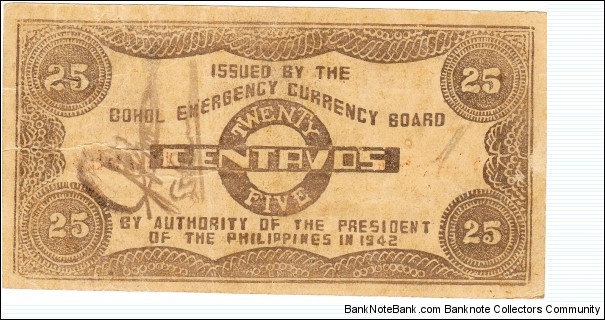 25 25
ISSUED BY THE
BOHOL EMERGENCY CURRENCY BOARD
TWENTY
CENTAVOS
FIVE
25 25
BY AUTHORITY OF THE PRESIDENT
OF THE PHILIPPINES IN 1942
BankNoteBank.com - Banknote Collectors Community